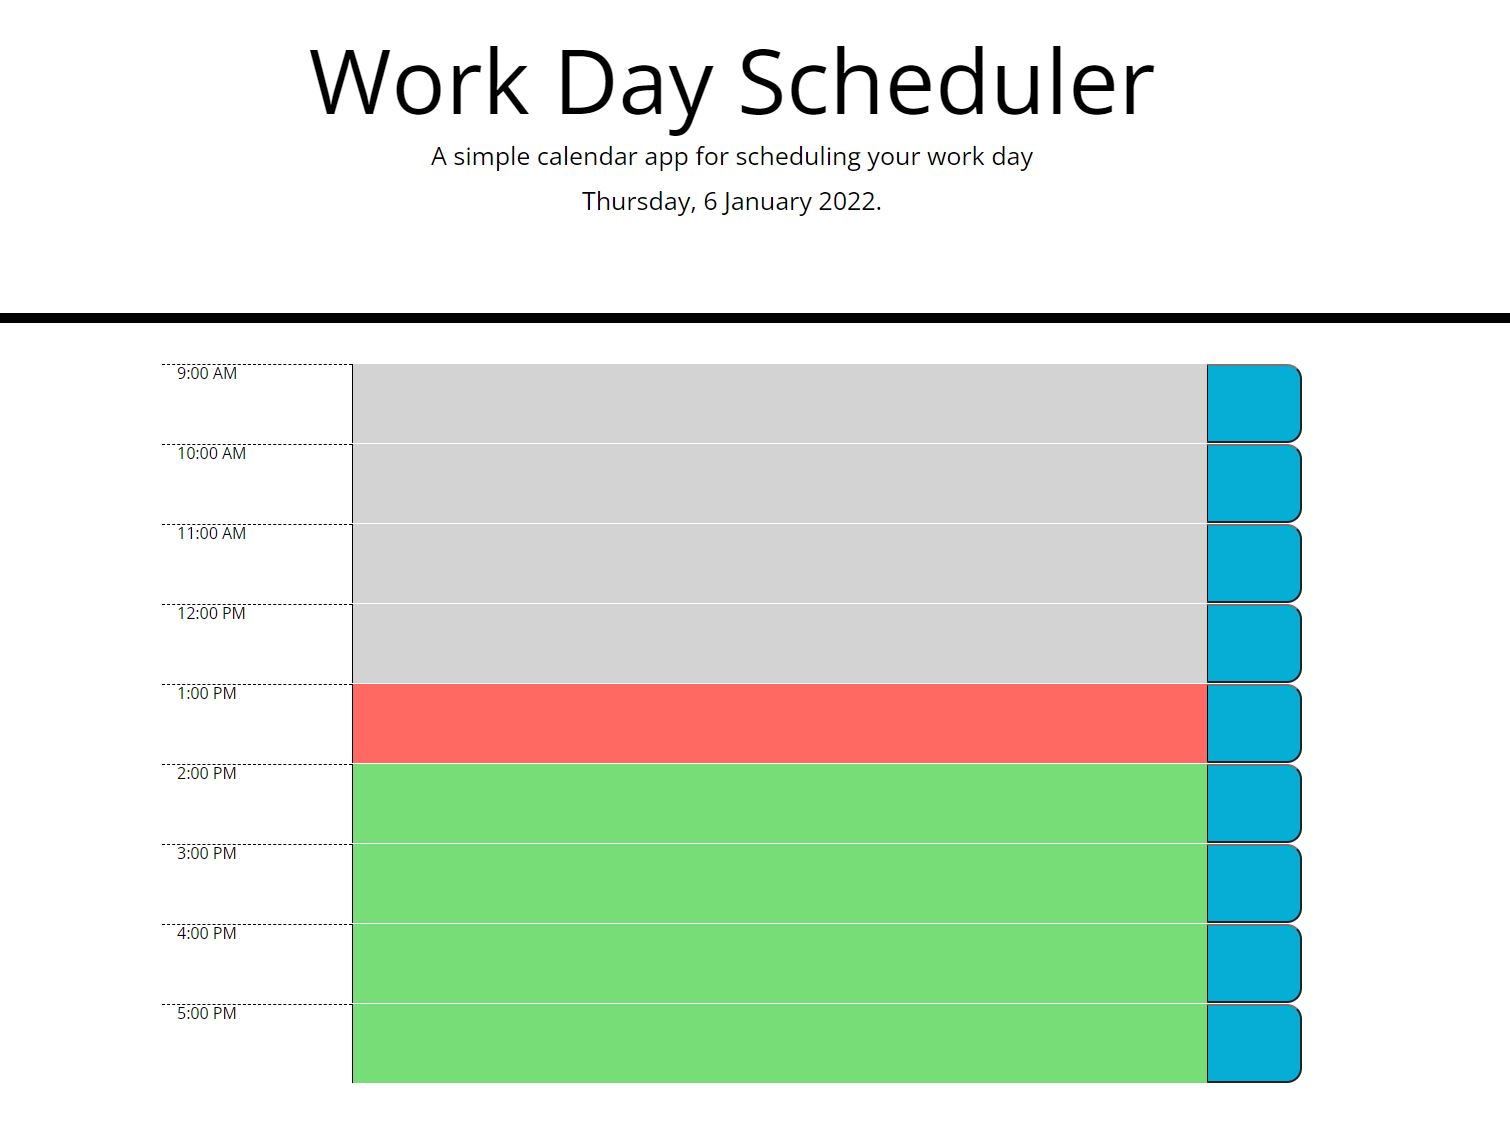 Work Day Scheduler
A simple calendar app for scheduling your work day
Thursday, 6 January 2022.
9:00 AM
10:00 AM
11:00 AM
12:00 PM
1:00 PM
2:00 PM
3:00 PM
4:00 PM
5:00 PM